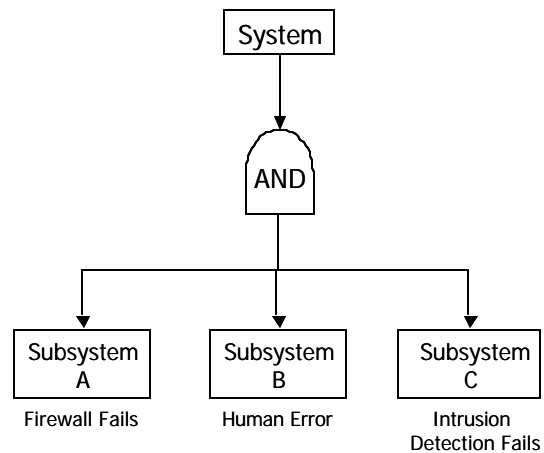 System
AND
Subsystem
A
Subsystem
B
Subsystem
C
Firewall Fails
Human Error
Intrusion
Detection Fails